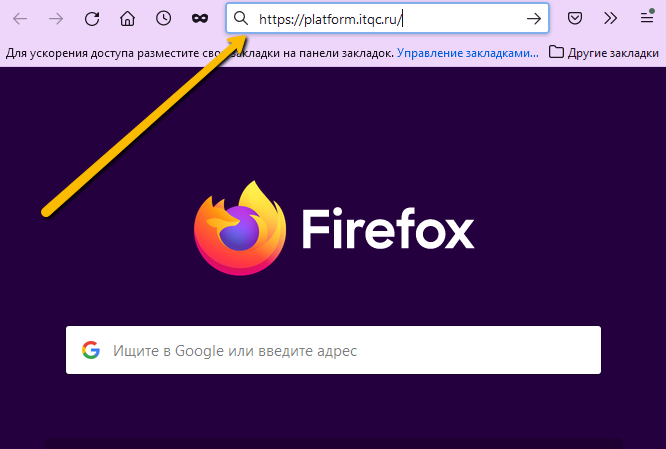 https://platform.itqc.ru/
Для ускорения доступа разместите свои закладки на панели закладок. Управление закладками... Другие закладки
Firefox
Ищите в Google или введите адрес